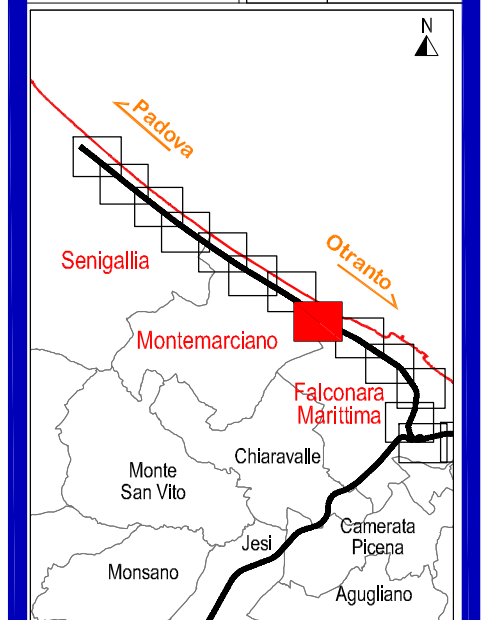 N
Padova
Otranto
Senigallia
Montemarciano
Falconara
Marittima
Chiaravalle
Monte
San Vito
Camerata
Picena
Jesi
Monsano
Agugliano